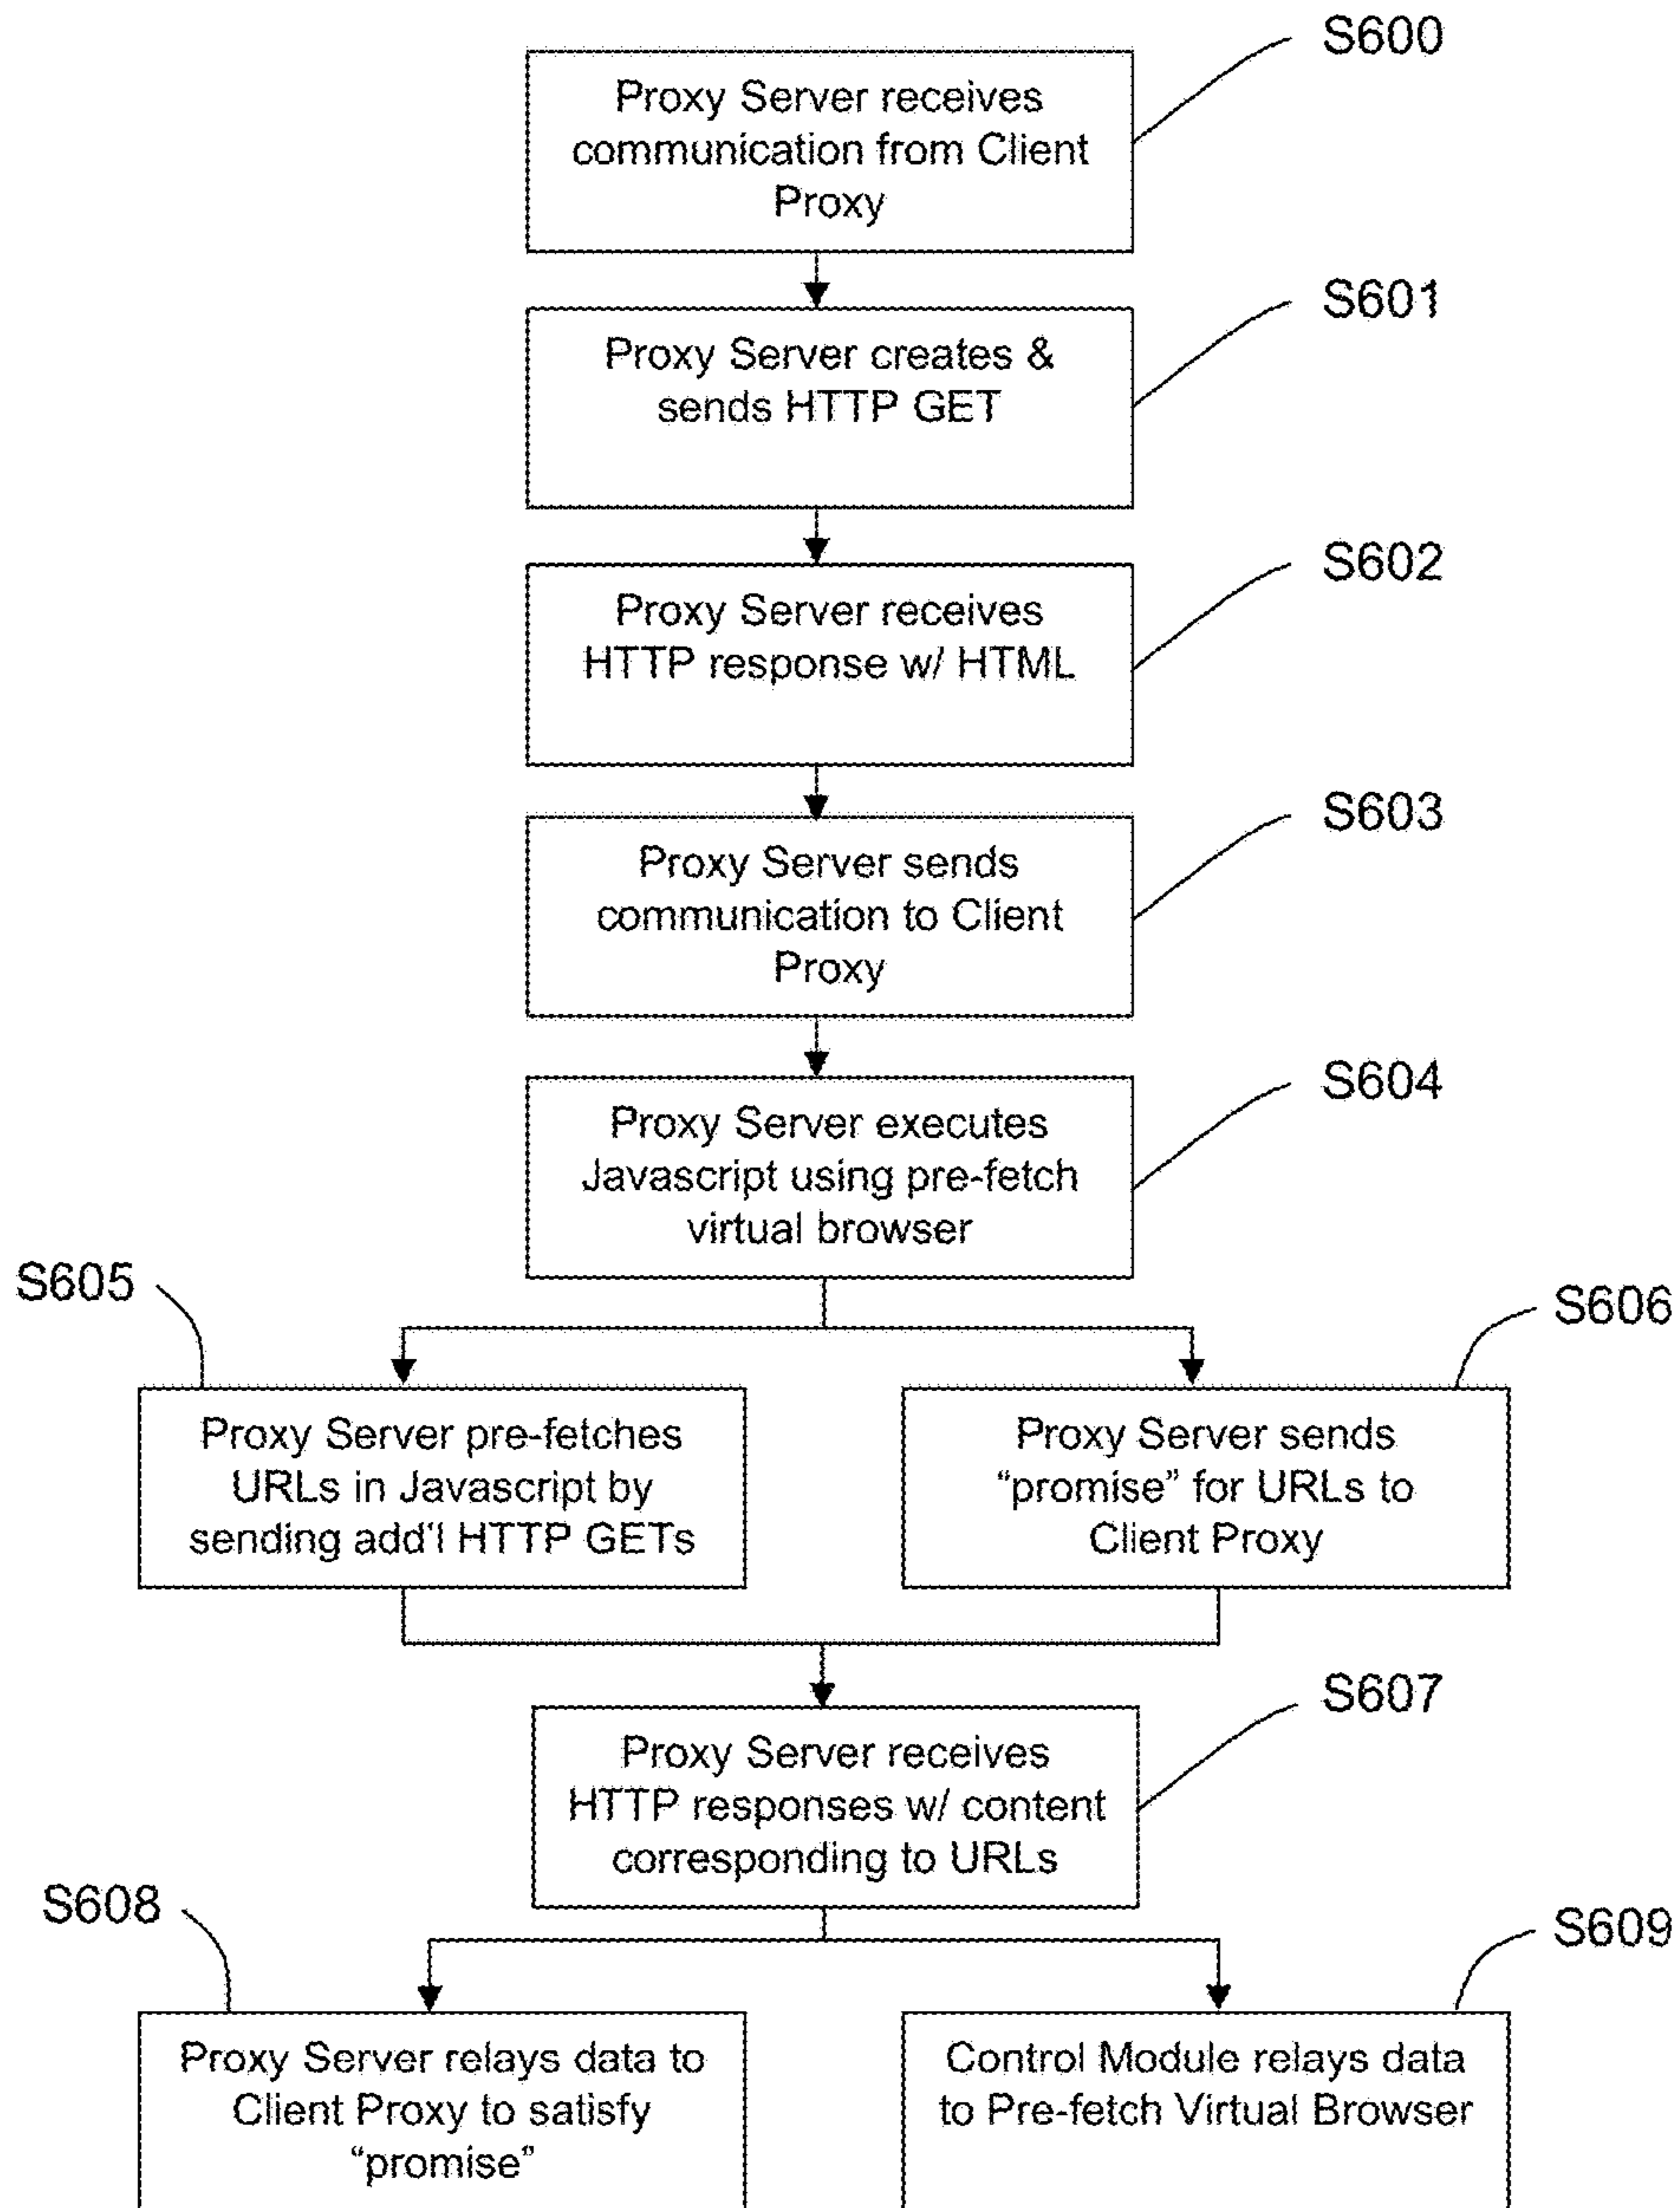 S600
Proxy Server receives
communication from Client
Proxy
S601
Proxy Server creates &
sends HTTP GET
S602
Proxy Server receives
HTTP response w/ HTML
S603
Proxy Server sends
communication to Client
Proxy
S604
Proxy Server executes
Javascript using pre-fetch
virtual browser
S605
Proxy Server pre-fetches
URLs in Javascript by
sending add'l HTTP GETs
S606
Proxy Server sends
“promise” for URLs to
Client Proxy
S607
Proxy Server receives
HTTP responses w/ content
corresponding to URLs
S608
Proxy Server relays data to
Client Proxy to satisfy
“promise”
S609
Control Module relays data
to Pre-fetch Virtual Browser